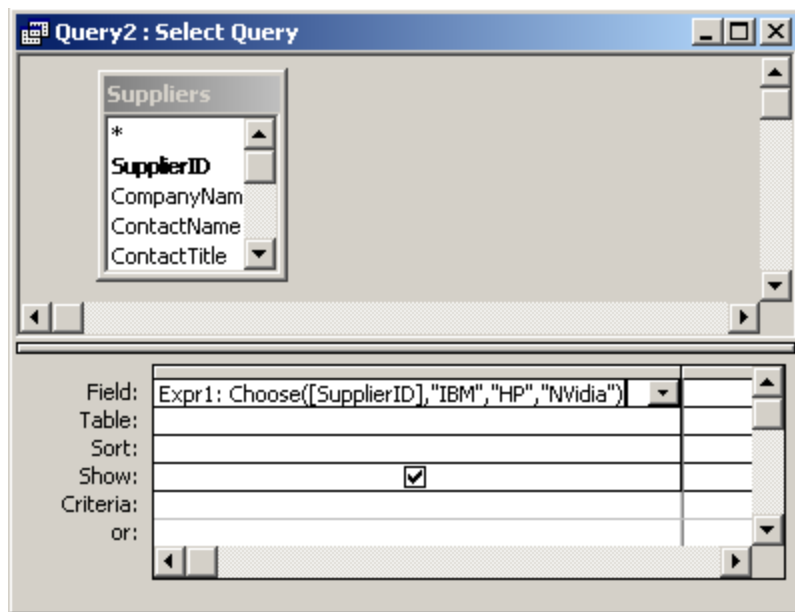 Query2 : Select Query
Suppliers
*
SupplierID
CompanyNam
ContactName
ContactTitle
Field: Expr1: Choose([SupplierID],"IBM","HP","NVidia")
Table:
Sort:
Show:
Criteria:
or: